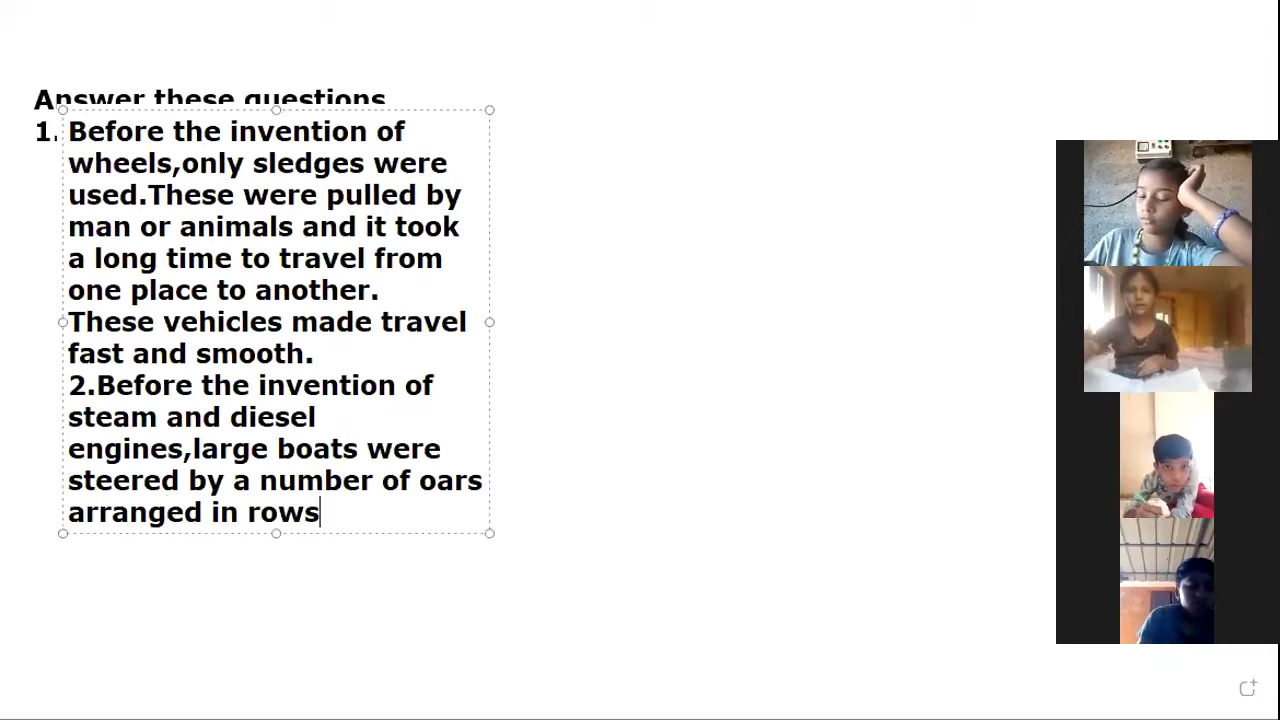 Answer these questions
1. Before the invention of
wheels,only sledges were
used.These were pulled by
man or animals and it took
a long time to travel from
one place to another.
These vehicles made travel
fast and smooth.
2.Before the invention of
steam and diesel
engines,large boats were
steered by a number of oars
arranged in rows